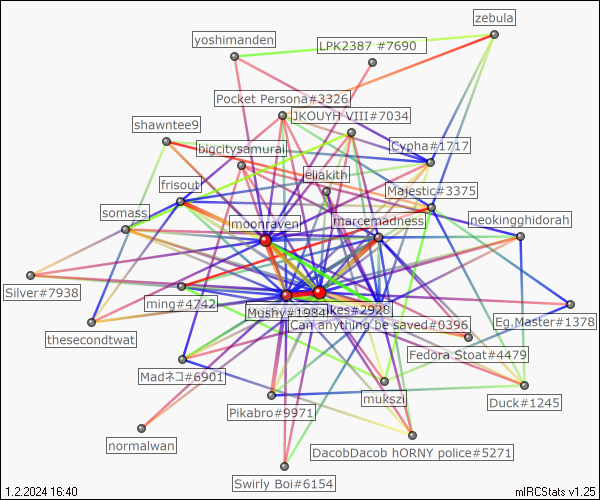 zebula
yoshimanden
LPK2387 #7690
Pocket Persona#3326
JKOUYH VIII#7034
shawntee9
bigcitysamurai
Cypha#1717
eliakith
frisout
Majestic#3375
somass
moonraven
marcemadness
neokingghidorah
Silver#7938
ming#4742
Mushy#1984
ikes#2928
Can anything be saved#0396
Eg.Master#1378
thesecondtwat
Fedora Stoat#4479
Madネコ#6901
mukszi
Duck#1245
Pikabro#9971
normalwan
DacobDacob hORNY police#5271
Swirly Boi#6154
1.2.2024 16:40
mIRCStats v1.25